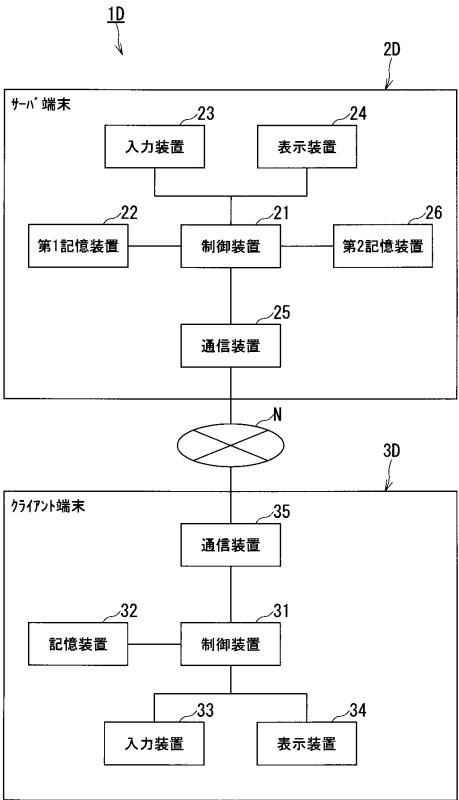 1D
2D
ｻｰﾊﾞ端末
23
24
入力装置
表示装置
22
21
26
第1記憶装置
制御装置
第2記憶装置
25
通信装置
N
3D
ｸﾗｲｱﾝﾄ端末
35
通信装置
32
31
記憶装置
制御装置
33
34
入力装置
表示装置